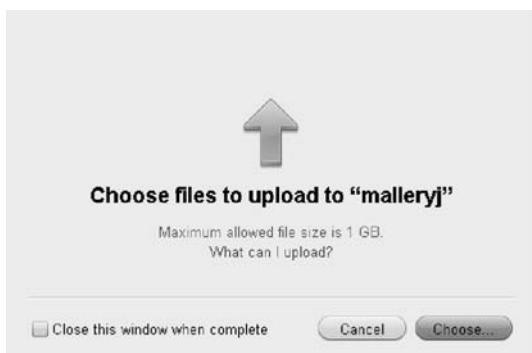 Choose files to upload to “malleryj”
Maximum allowed file size is 1 GB.
What can I upload?
Close this window when complete
Cancel
Choose...